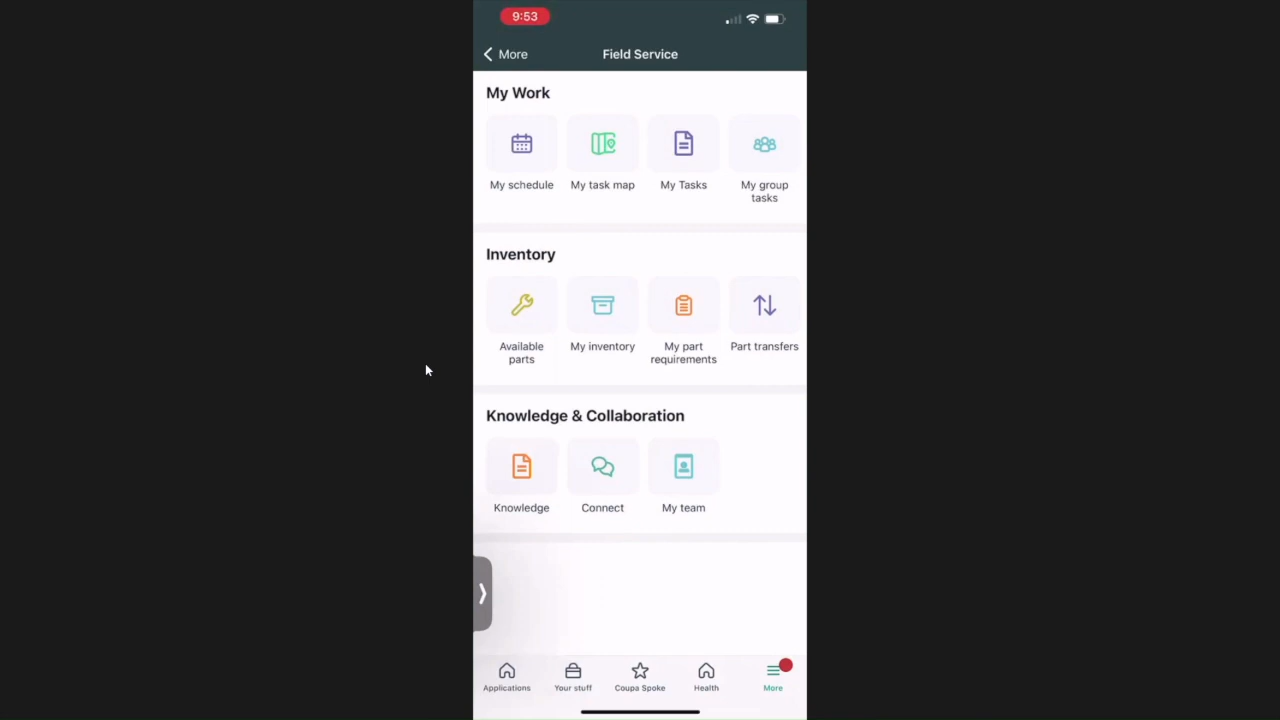 9:53
More
Field Service
My Work
My schedule
My task map
My Tasks
My group
tasks
Inventory
Available
parts
My inventory
My part
requirements
Part transfers
Knowledge & Collaboration
Knowledge
Connect
My team
Applications
Your stuff
Coupa Spoke
Health
More